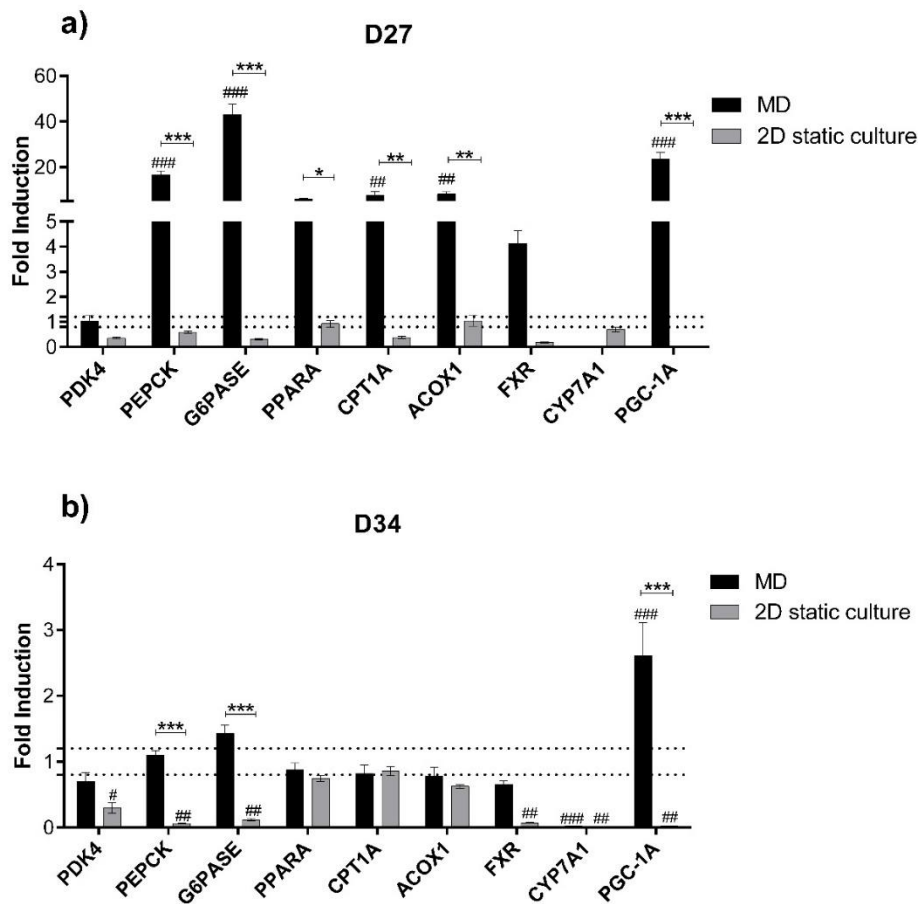 a)
D27
Fold Induction
60
40
20
5
4
3
2
1
0
###
***
###
***
*
##
**
##
**
###
***
MD
2D static culture
PDK4
PEPCK
G6PASE
PPARA
CPT1A
ACOX1
FXR
CYP7A1
PGC-1A
b)
D34
Fold Induction
4
3
2
1
0
#
***
##
***
##
##
###
##
***
###
##
MD
2D static culture
PDK4
PEPCK
G6PASE
PPARA
CPT1A
ACOX1
FXR
CYP7A1
PGC-1A